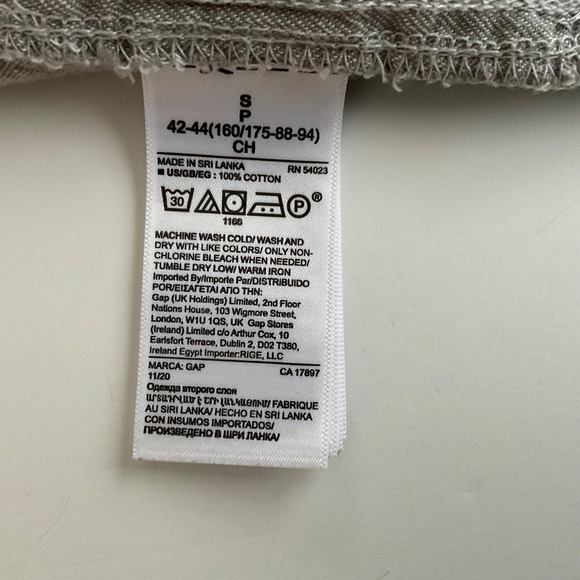 S
P
42-44(160/175-88-94)
CH
MADE IN SRI LANKA RN 54023
■ US/GB/EG : 100% COTTON
30 P ®
1166
MACHINE WASH COLD/ WASH AND
DRY WITH LIKE COLORS/ ONLY NON-
CHLORINE BLEACH WHEN NEEDED/
TUMBLE DRY LOW/ WARM IRON
Imported By/Importe Par/DISTRIBUIDO
POR/ΕΙΣΑΓΕΤΑΙ ΑΠΟ ΤΗΝ:
Gap (UK Holdings) Limited, 2nd Floor
Nations House, 103 Wigmore Street,
London, W1U 1QS, UK Gap Stores
(Ireland) Limited c/o Arthur Cox, 10
Earlsfort Terrace, Dublin 2, D02 T380,
Ireland Egypt Importer:RIGE, LLC
MARCA: GAP CA 17897
11/20
Одежда второго слоя
ԱՐՏԱԴՐՎԱԾ Է ՇՐԻ ԼԱՆԿԱՅՈՒՄ/ FABRIQUE
AU SRI LANKA/ HECHO EN SRI LANKA
CON INSUMOS IMPORTADOS/
ПРОИЗВЕДЕНО В ШРИ ЛАНКА/